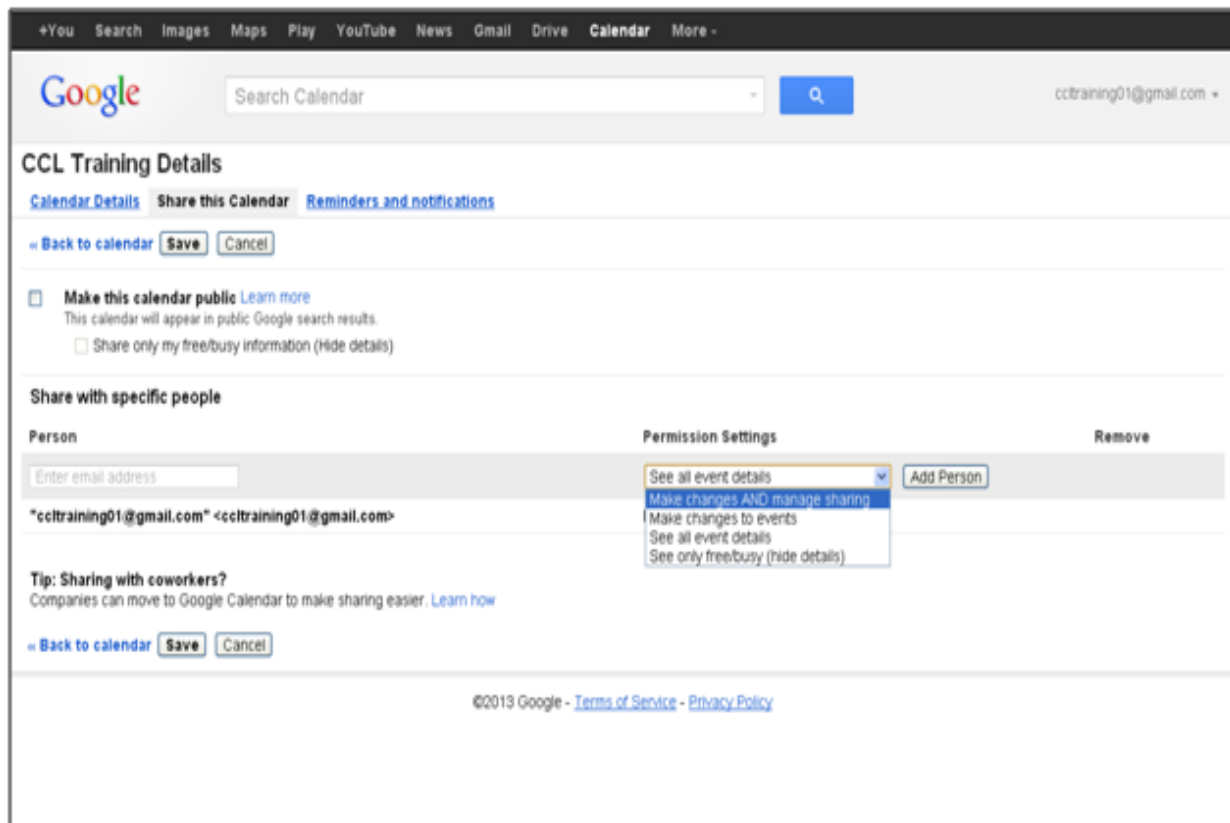 +You Search Images Maps Play YouTube News Gmail Drive Calendar More
Google Search Calendar ccltraining01@gmail.com
CCL Training Details
Calendar Details Share this Calendar Reminders and notifications
« Back to calendar Save Cancel
Make this calendar public Learn more
This calendar will appear in public Google search results.
Share only my free/busy information (Hide details)
Share with specific people
Person Permission Settings Remove
Enter email address See all event details Add Person
Make changes AND manage sharing
"ccltraining01@gmail.com" <ccltraining01@gmail.com> Make changes to events
See all event details
See only free/busy (hide details)
Tip: Sharing with coworkers?
Companies can move to Google Calendar to make sharing easier. Learn how
« Back to calendar Save Cancel
©2013 Google - Terms of Service - Privacy Policy